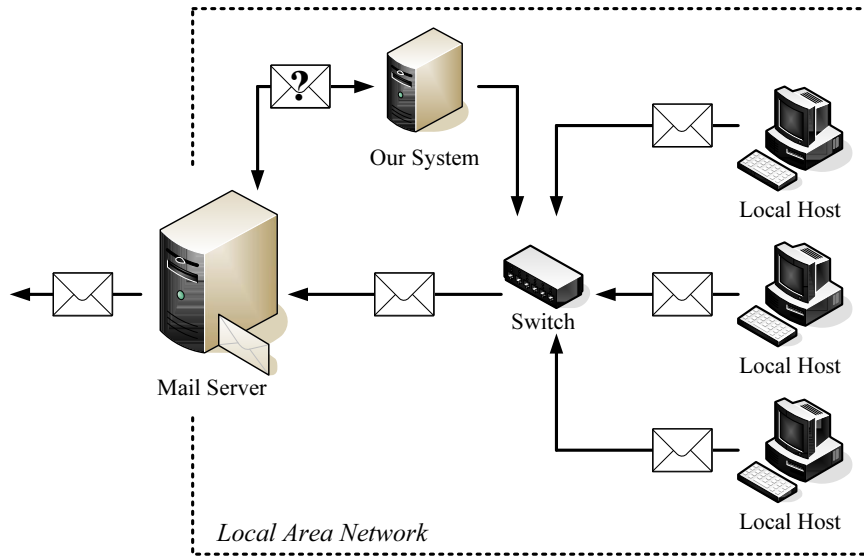 ?
Our System
Local Host
Switch
Local Host
Mail Server
Local Host
Local Area Network